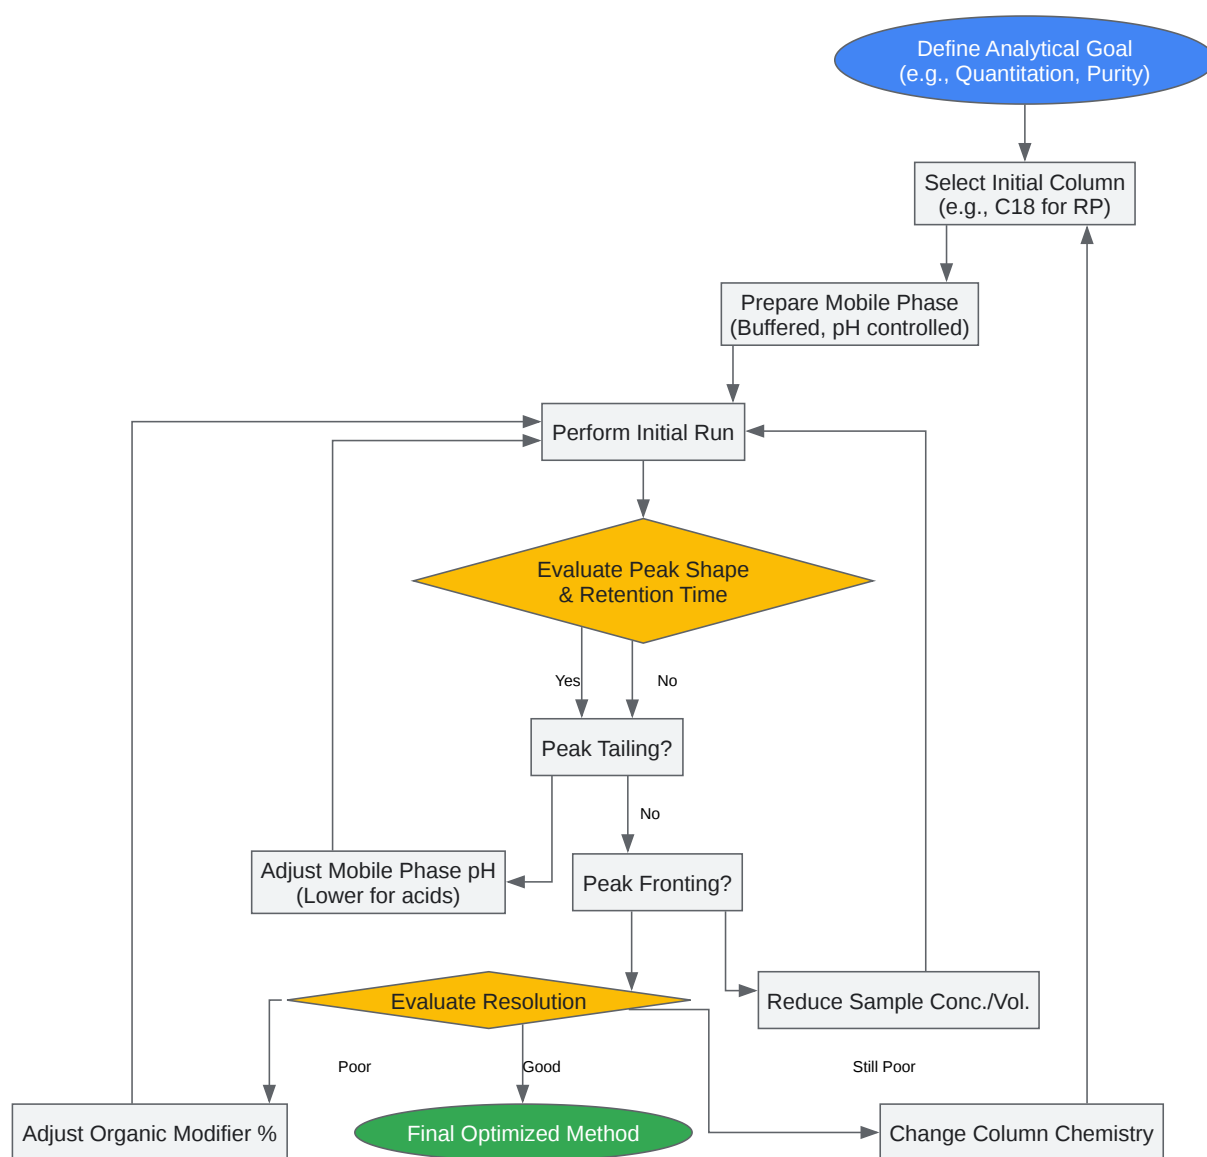 Define Analytical Goal
(e.g., Quantitation, Purity)
Select Initial Column
(e.g., C18 for RP)
Prepare Mobile Phase
(Buffered, pH controlled)
Perform Initial Run
Evaluate Peak Shape
& Retention Time
Yes
No
Peak Tailing?
No
Adjust Mobile Phase pH
(Lower for acids)
Peak Fronting?
Evaluate Resolution
Reduce Sample Conc./Vol.
Poor
Good
Still Poor
Adjust Organic Modifier %
Final Optimized Method
Change Column Chemistry